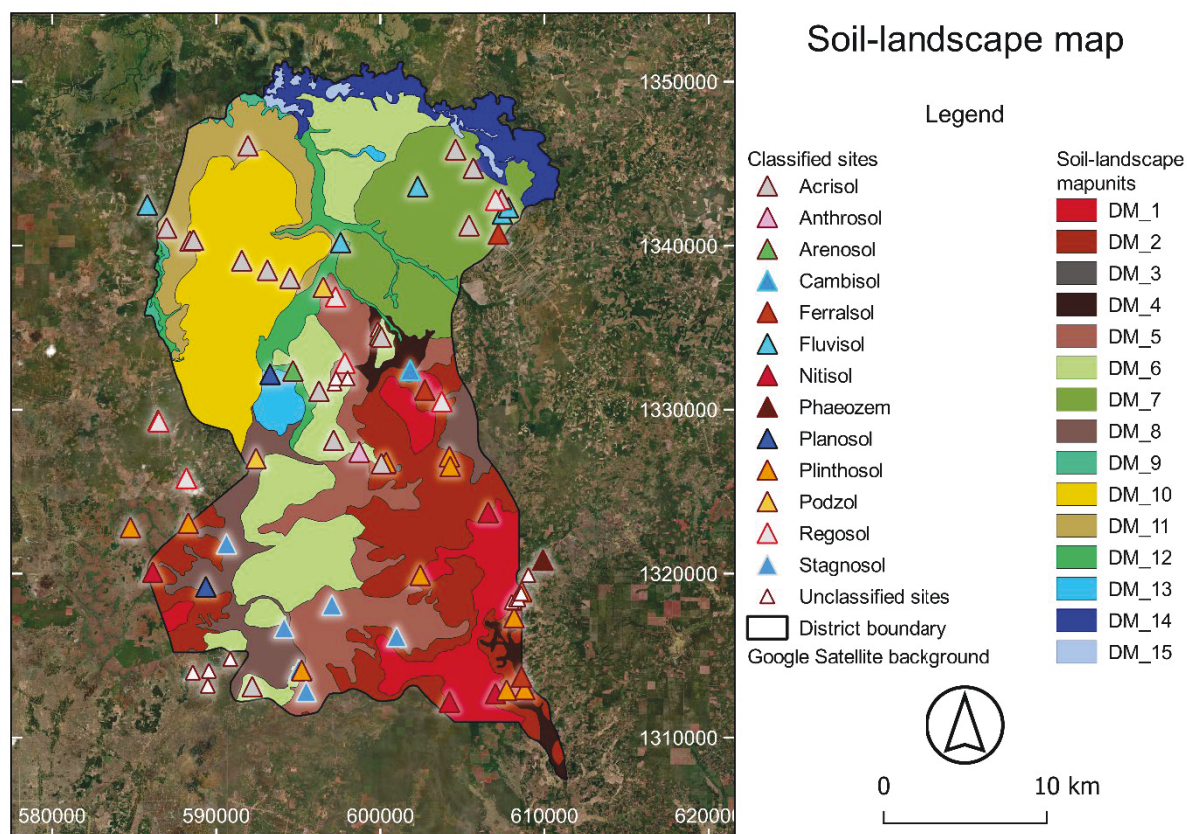 Soil-landscape map
Legend
Classified sites
Acrisol
Anthrosol
Arenosol
Cambisol
Ferralsol
Fluvisol
Nitisol
Phaeozem
Planosol
Plinthosol
Podzol
Regosol
Stagnosol
Unclassified sites
District boundary
Google Satellite background
Soil-landscape
mapunits
DM_1
DM_2
DM_3
DM_4
DM_5
DM_6
DM_7
DM_8
DM_9
DM_10
DM_11
DM_12
DM_13
DM_14
DM_15
0 10 km
1350000
1340000
1330000
1320000
1310000
580000 590000 600000 610000 620000